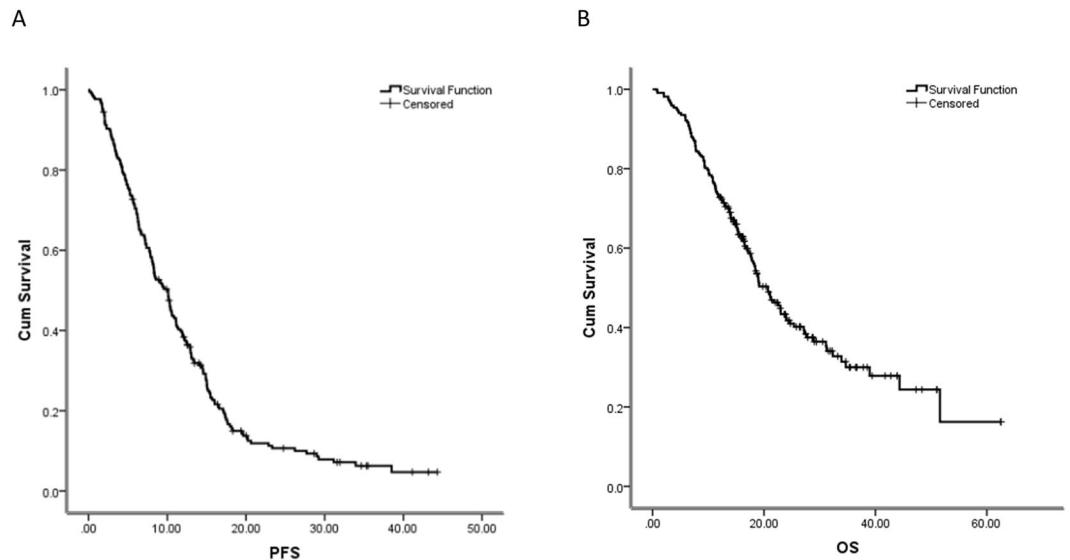 A
Survival Function
Censored
1.0
0.8
0.6
0.4
0.2
0.0
Cum Survival
.00 10.00 20.00 30.00 40.00 50.00
PFS
B
Survival Function
Censored
1.0
0.8
0.6
0.4
0.2
0.0
Cum Survival
.00 20.00 40.00 60.00
OS